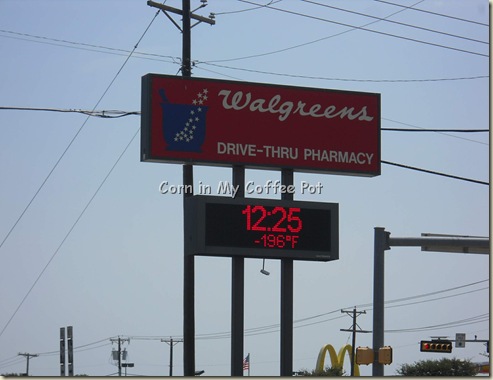 Walgreens
DRIVE-THRU PHARMACY
Corn in My Coffee Pot
12:25
-196°F